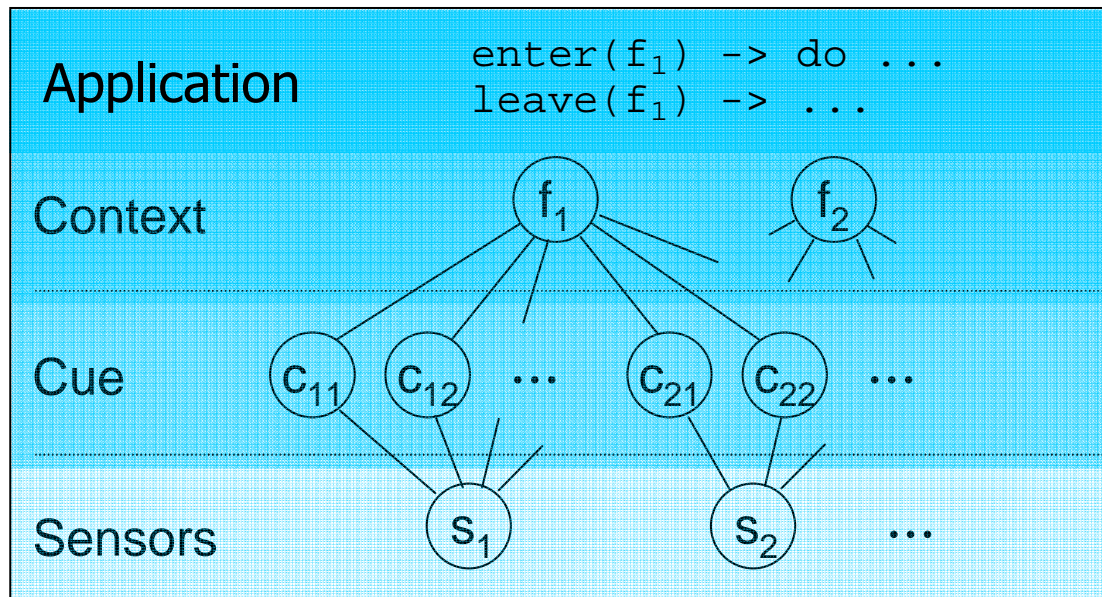 Application
enter(f₁) -> do ...
leave(f₁) -> ...
Context
f₁ f₂
Cue
c₁₁ c₁₂ ... c₂₁ c₂₂ ...
Sensors
s₁ s₂ ...